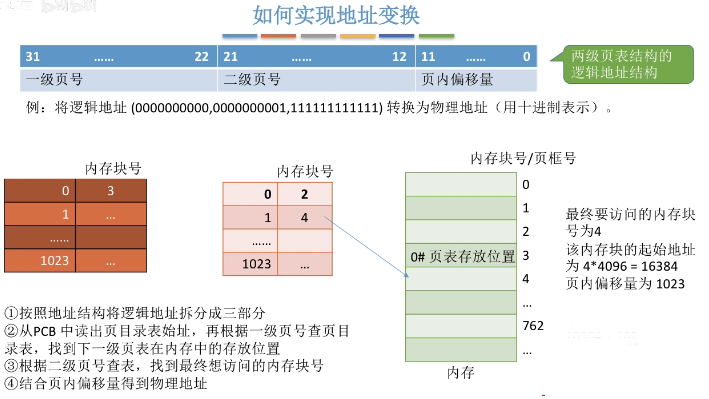 如何实现地址变换
31 …… 22 21 …… 12 11 …… 0
一级页号 二级页号 页内偏移量
两级页表结构的
逻辑地址结构
例：将逻辑地址 (0000000000,0000000001,111111111111) 转换为物理地址（用十进制表示）。
内存块号
0 3
1 …
……
1023 …
内存块号
0 2
1 4
……
1023 …
内存块号/页框号
0
1
2
0# 页表存放位置 3
4
…
762
…
内存
最终要访问的内存块
号为4
该内存块的起始地址
为 4*4096 = 16384
页内偏移量为 1023
①按照地址结构将逻辑地址拆分成三部分
②从PCB 中读出页目录表始址，再根据一级页号查页目
录表，找到下一级页表在内存中的存放位置
③根据二级页号查表，找到最终想访问的内存块号
④结合页内偏移量得到物理地址